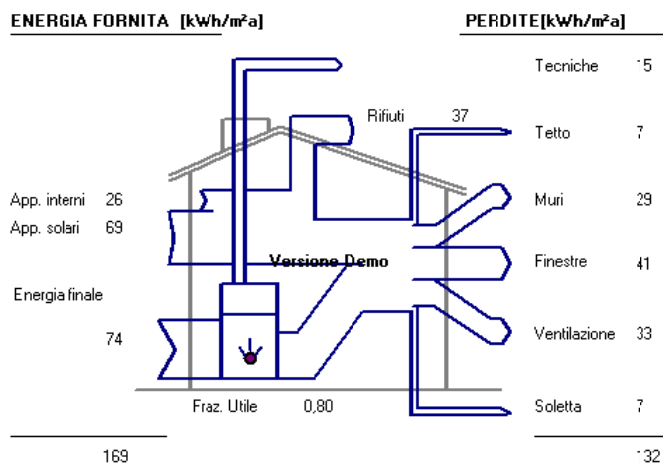 ENERGIA FORNITA [kWh/m²a]
PERDITE[kWh/m²a]
Tecniche 15
Rifiuti 37
Tetto 7
App. interni 26
Muri 29
App. solari 69
Versione Demo
Finestre 41
Energia finale
74
Ventilazione 33
Fraz. Utile 0,80
Soletta 7
169
132